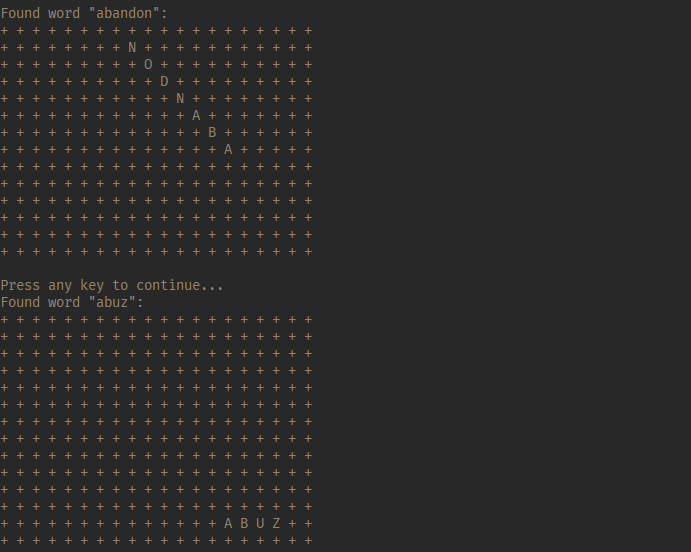 Found word "abandon":
+ + + + + + + + + + + + + + + + + + + +
+ + + + + + + + N + + + + + + + + + + +
+ + + + + + + + + O + + + + + + + + + +
+ + + + + + + + + + D + + + + + + + + +
+ + + + + + + + + + + N + + + + + + + +
+ + + + + + + + + + + + A + + + + + + +
+ + + + + + + + + + + + + B + + + + + +
+ + + + + + + + + + + + + + A + + + + +
+ + + + + + + + + + + + + + + + + + + +
+ + + + + + + + + + + + + + + + + + + +
+ + + + + + + + + + + + + + + + + + + +
+ + + + + + + + + + + + + + + + + + + +
+ + + + + + + + + + + + + + + + + + + +
+ + + + + + + + + + + + + + + + + + + +
Press any key to continue...
Found word "abuz":
+ + + + + + + + + + + + + + + + + + + +
+ + + + + + + + + + + + + + + + + + + +
+ + + + + + + + + + + + + + + + + + + +
+ + + + + + + + + + + + + + + + + + + +
+ + + + + + + + + + + + + + + + + + + +
+ + + + + + + + + + + + + + + + + + + +
+ + + + + + + + + + + + + + + + + + + +
+ + + + + + + + + + + + + + + + + + + +
+ + + + + + + + + + + + + + + + + + + +
+ + + + + + + + + + + + + + + + + + + +
+ + + + + + + + + + + + + + + + + + + +
+ + + + + + + + + + + + + + + + + + + +
+ + + + + + + + + + + + + + A B U Z + +
+ + + + + + + + + + + + + + + + + + + +